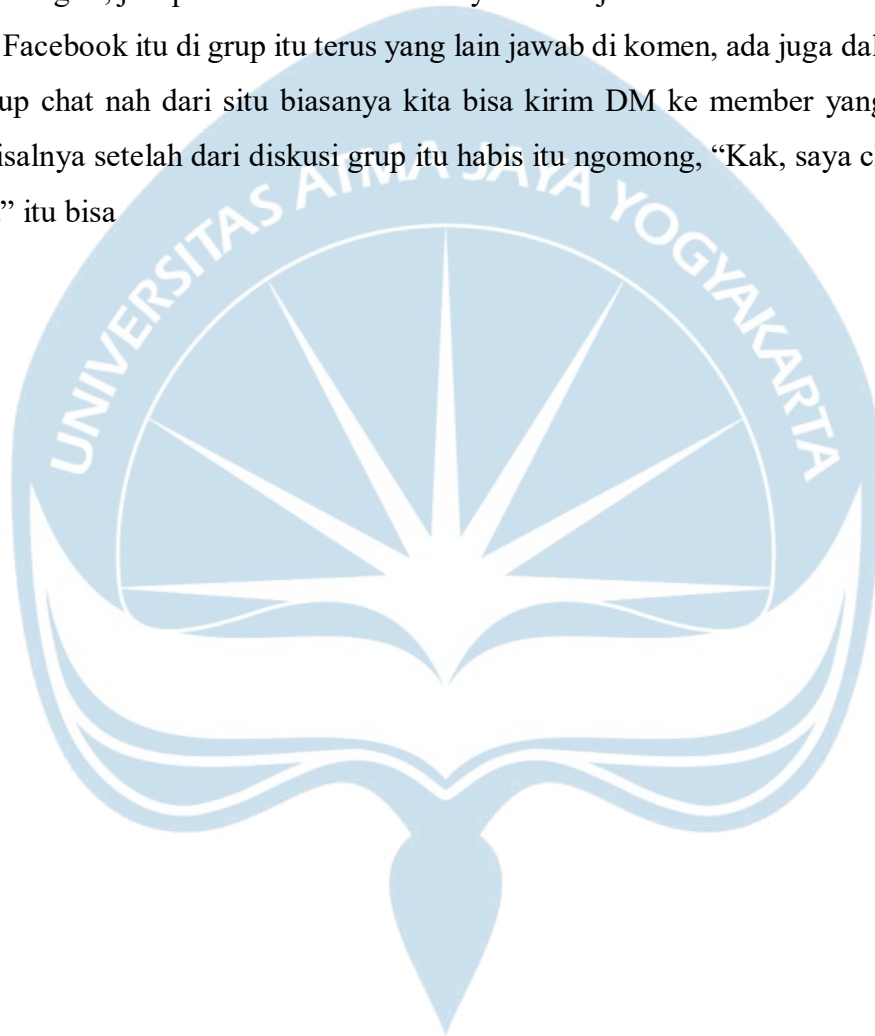 Facebook itu di grup itu terus yang lain jawab di komen, ada juga
up chat nah dari situ biasanya kita bisa kirim DM ke member yang
isalnya setelah dari diskusi grup itu habis itu ngomong, “Kak, saya
” itu bisa
UNIVERSITAS ATMA JAYA YOGYAKARTA